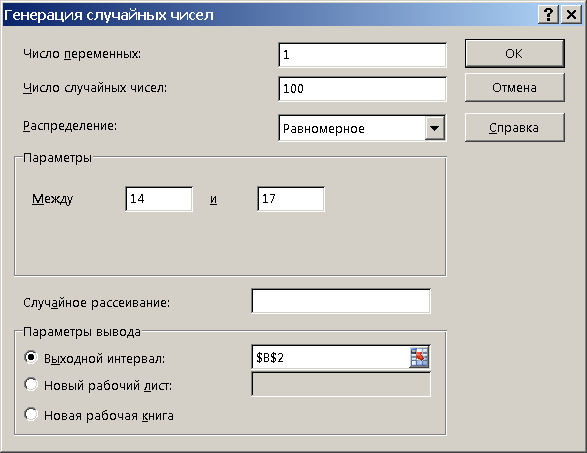 Генерация случайных чисел
Число переменных: 1 OK
Число случайных чисел: 100 Отмена
Распределение: Равномерное Справка
Параметры
Между 14 и 17
Случайное рассеивание:
Параметры вывода
Выходной интервал: $B$2
Новый рабочий лист:
Новая рабочая книга